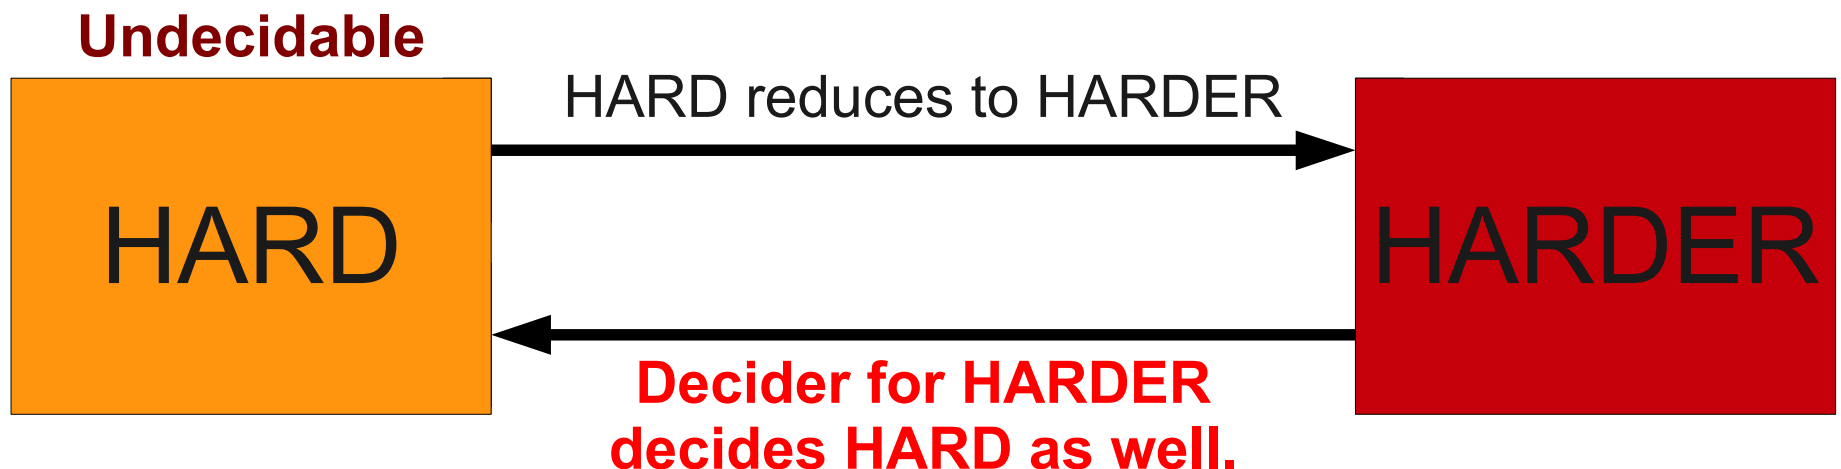 Undecidable
HARD reduces to HARDER
HARD
HARDER
Decider for HARDER
decides HARD as well.